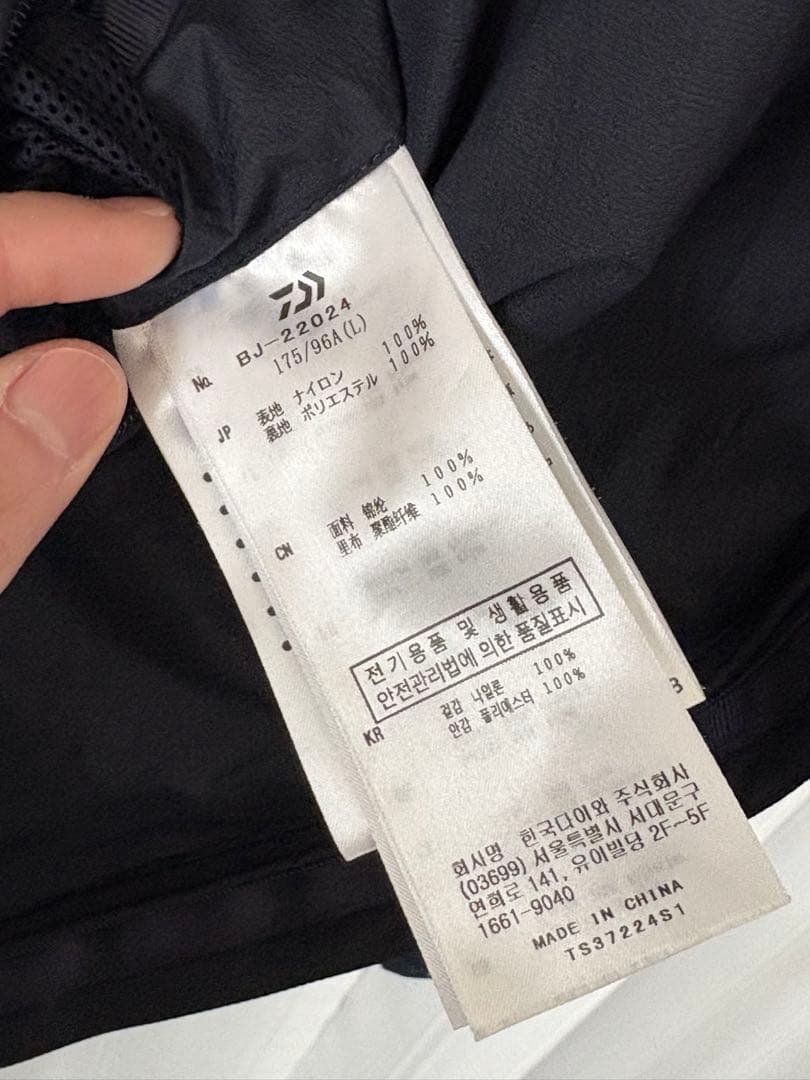 No. BJ-22024
175/96A(L)
JP 表地 ナイロン 100%
裏地 ポリエステル 100%
CN 面料 锦纶 100%
里布 聚酯纤维 100%
전기용품 및 생활용품
안전관리법에 의한 품질표시
KR 겉감 나일론 100%
안감 폴리에스터 100%
회사명 한국다이와 주식회사
(03699) 서울특별시 서대문구
연희로 141, 유이빌딩 2F~5F
1661-9040
MADE IN CHINA
TS37224S1